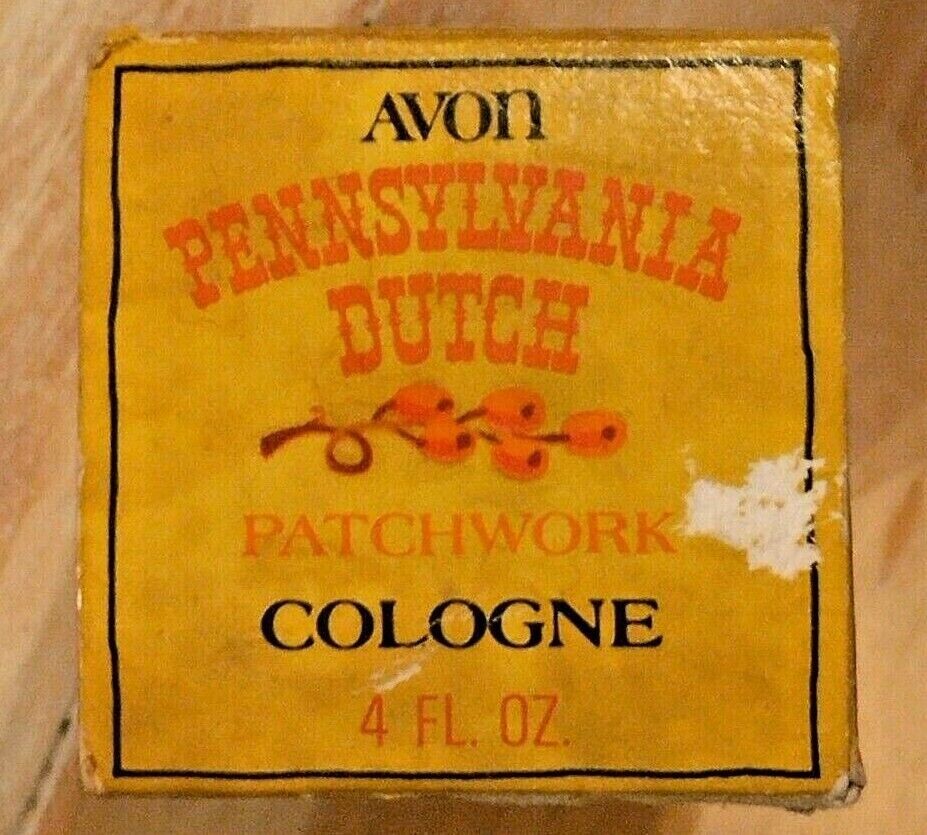 AVON
PENNSYLVANIA
DUTCH
PATCHWORK
COLOGNE
4 FL. OZ.